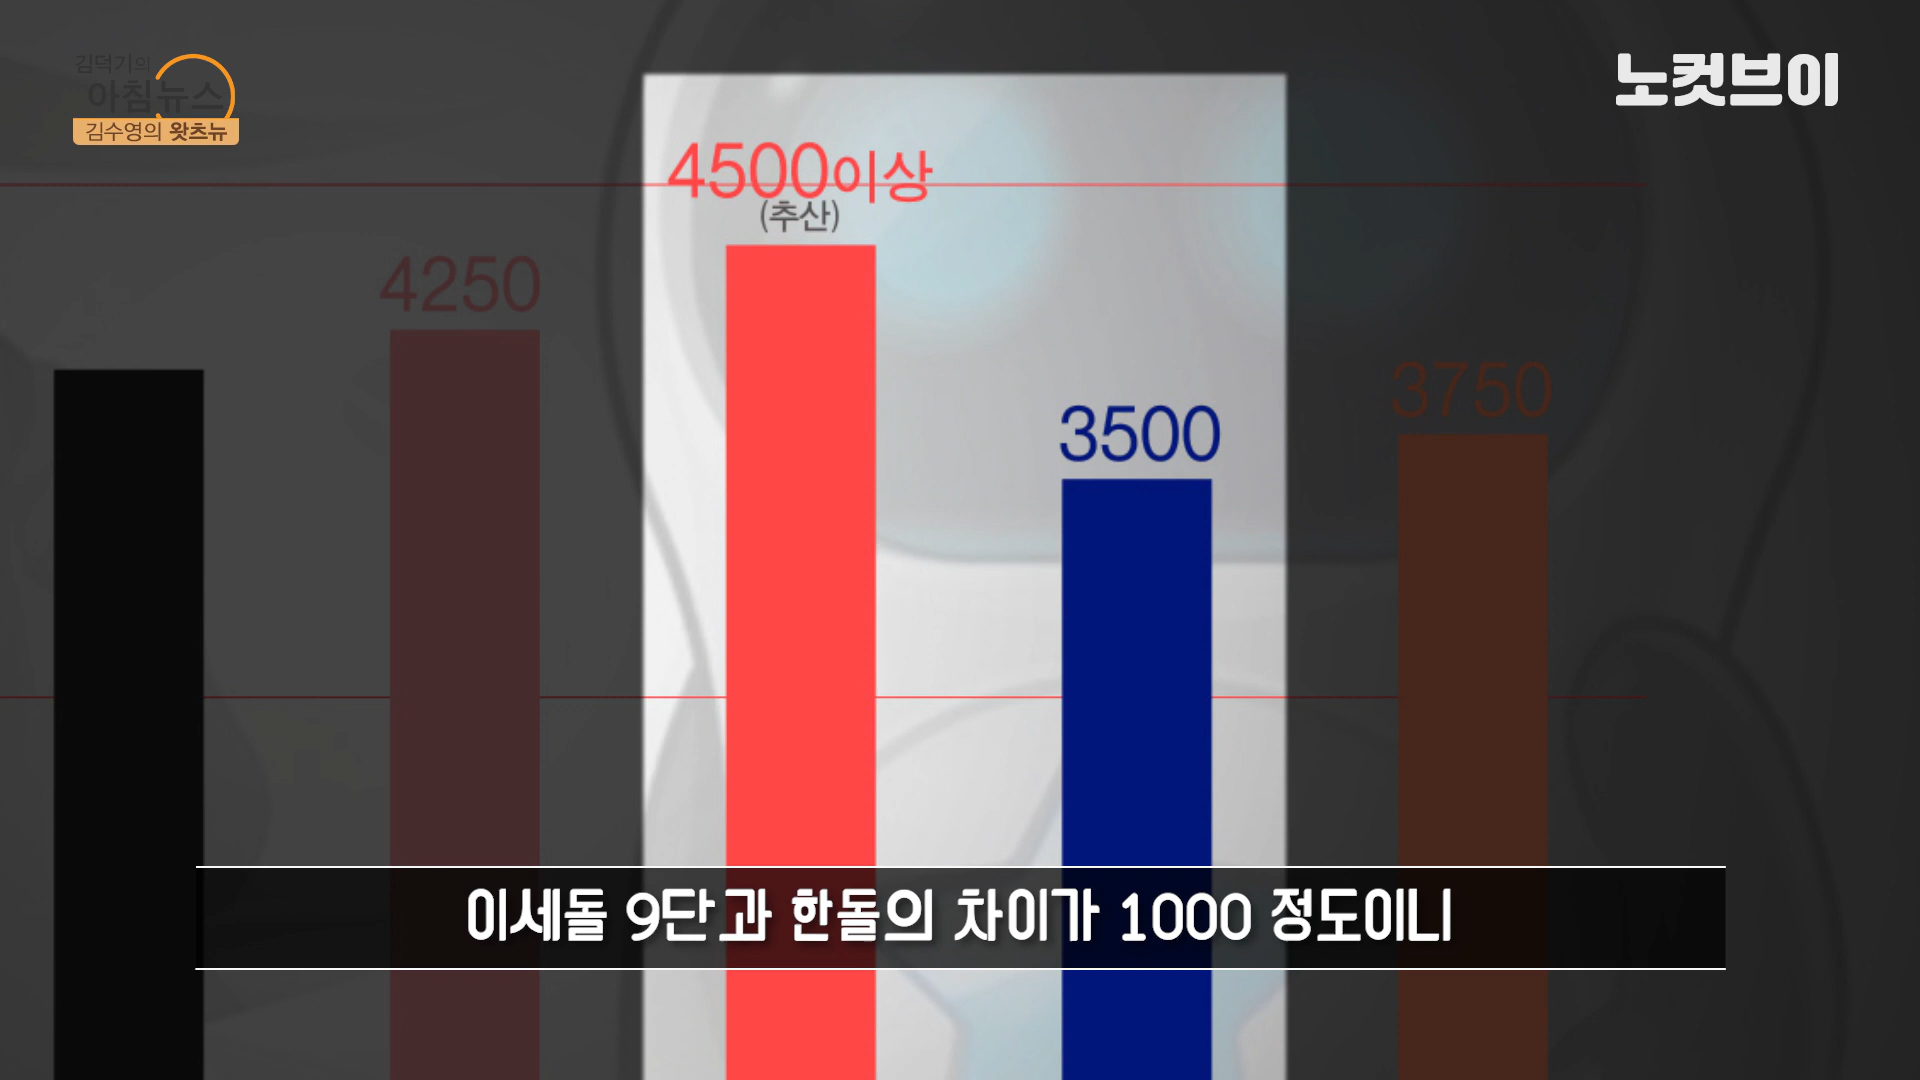 김덕기의
아침뉴스
김수영의 왓츠뉴
노컷브이
4500이상
(추산)
4250
3500
3750
이세돌 9단과 한돌의 차이가 1000 정도이니